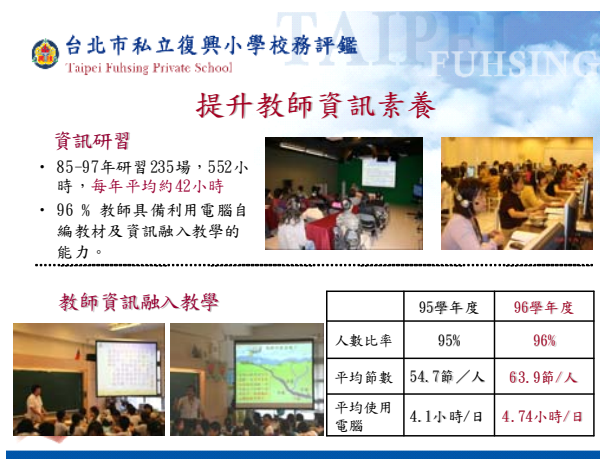 TAIPEI
FUHSING
台北市私立復興小學校務評鑑
Taipei Fuhsing Private School
提升教師資訊素養
資訊研習
• 85-97年研習235場，552小
時，每年平均約42小時
• 96 % 教師具備利用電腦自
編教材及資訊融入教學的
能力。
教師資訊融入教學
95學年度 96學年度
人數比率 95% 96%
平均節數 54.7節／人 63.9節/人
平均使用
電腦 4.1小時/日 4.74小時/日